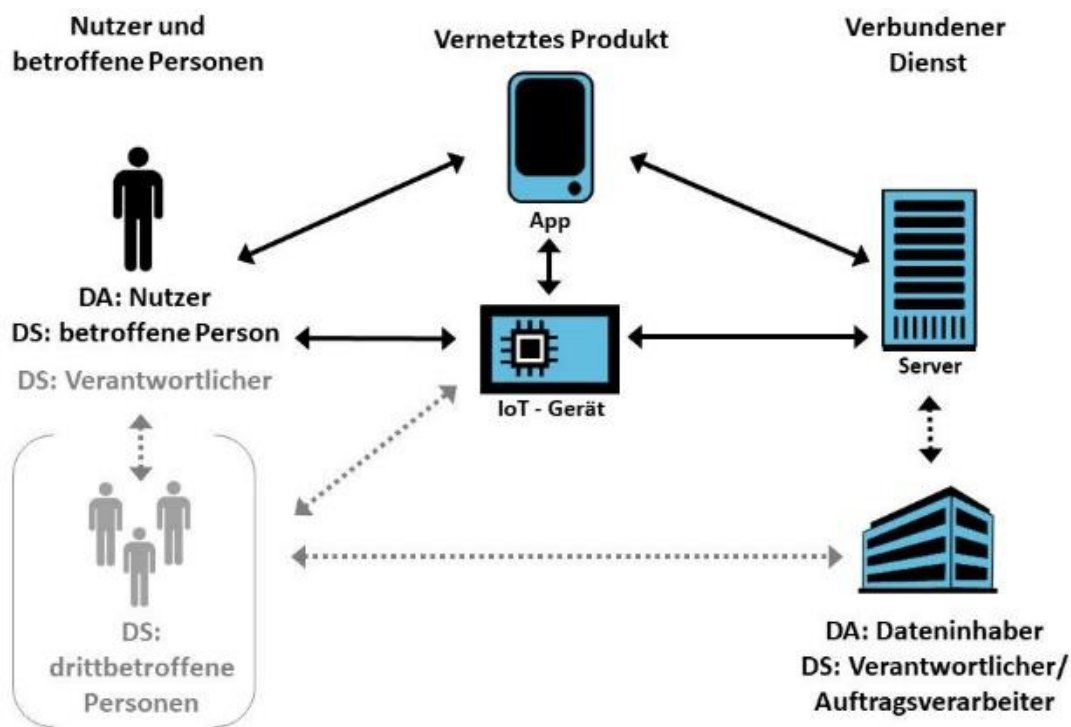 Nutzer und
betroffene Personen
Vernetztes Produkt
Verbundener
Dienst
App
DA: Nutzer
DS: betroffene Person
DS: Verantwortlicher
IoT - Gerät
Server
DS:
drittbetroffene
Personen
DA: Dateninhaber
DS: Verantwortlicher/
Auftragsverarbeiter